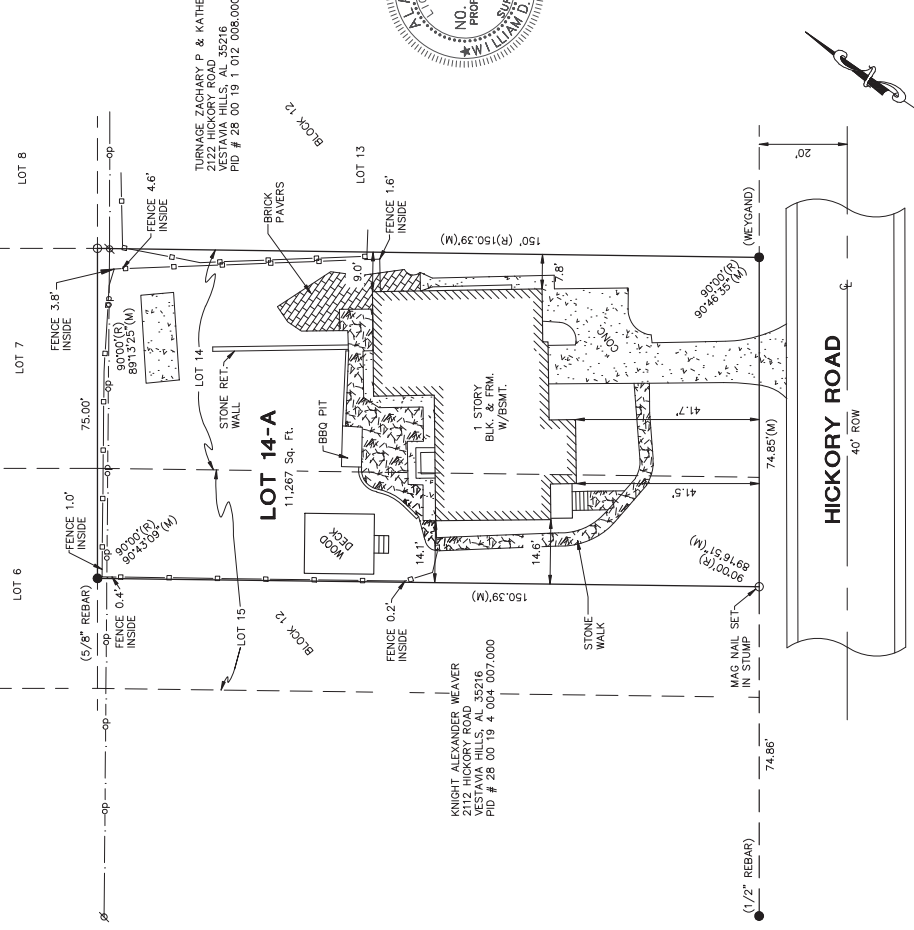 TURNAGE ZACHARY P & KATHE
2122 HICKORY ROAD
VESTAVIA HILLS, AL 35216
PID # 28 00 19 1 012 008.000
NO.
PROF
SUR
★WILLIAM D.
LOT 8
LOT 7
LOT 6
BLOCK 12
LOT 13
FENCE 4.6'
INSIDE
BRICK
PAVERS
FENCE 1.6'
INSIDE
FENCE 3.8'
INSIDE
90°00'(R)
89°13'25"(M)
75.00'
LOT 14
STONE RET.
WALL
9.0'
150' (R)150.39'(M)
7.8'
(WEYGAND)
20'
90°00'(R)
90°46'35"(M)
CONC
LOT 14-A
11,267 Sq. Ft.
BBQ PIT
1 STORY
BLK. & FRM.
W/BSMT.
41.7'
41.5'
74.85'(M)
HICKORY ROAD
40' ROW
℄
FENCE 1.0'
INSIDE
90°00'(R)
90°43'09"(M)
WOOD
DECK
14.1'
14.6'
90°00'(R)
89°16'51"(M)
(5/8" REBAR)
FENCE 0.4'
INSIDE
LOT 15
BLOCK 12
FENCE 0.2'
INSIDE
150.39'(M)
STONE
WALK
MAG NAIL SET
IN STUMP
KNIGHT ALEXANDER WEAVER
2112 HICKORY ROAD
VESTAVIA HILLS, AL 35216
PID # 28 00 19 4 004 007.000
74.86'
(1/2" REBAR)